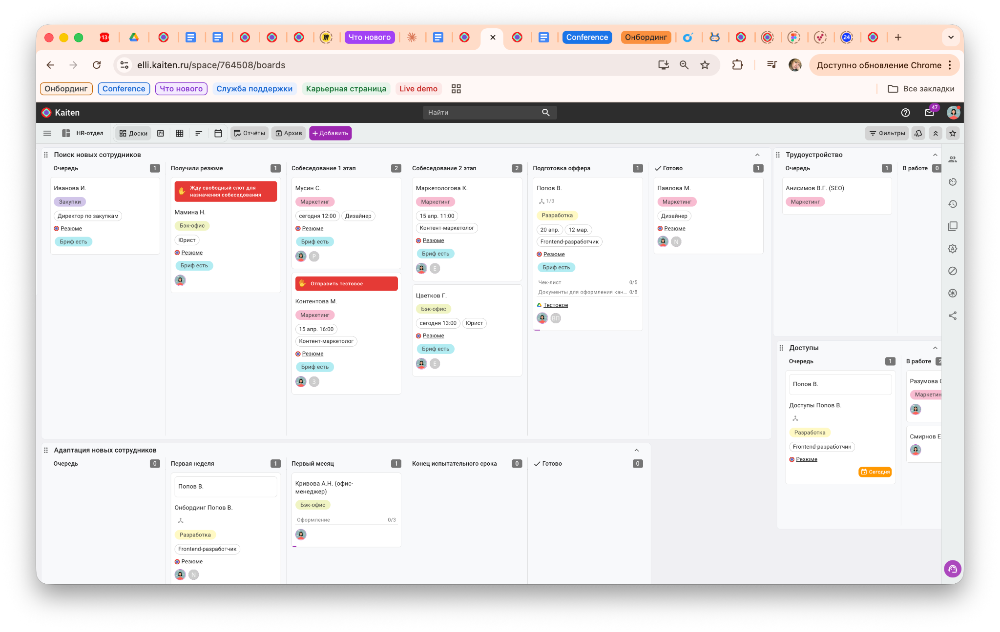 13
Что нового
Conference
Онбординг
24
elli.kaiten.ru/space/764508/boards
Доступно обновление Chrome
Онбординг
Conference
Что нового
Служба поддержки
Карьерная страница
Live demo
Все закладки
Kaiten
Найти
47
HR-отдел
Доски
Отчёты
Архив
+ Добавить
Фильтры
Поиск новых сотрудников
Очередь 1
Иванова И.
Закупки
Директор по закупкам
Резюме
Бриф есть
Получили резюме 1
Жду свободный слот для
назначения собеседования
Мамина Н.
Бэк-офис
Юрист
Резюме
Бриф есть
Собеседование 1 этап 2
Мусин С.
Маркетинг
сегодня 12:00 Дизайнер
Резюме
Бриф есть
P
Отправить тестовое
Контентова М.
Маркетинг
15 апр. 16:00
Контент-маркетолог
Резюме
Бриф есть
З
Собеседование 2 этап 2
Маркетологова К.
Маркетинг
15 апр. 11:00
Контент-маркетолог
Резюме
Бриф есть
E
Цветков Г.
Бэк-офис
сегодня 13:00 Юрист
Резюме
Бриф есть
E
Подготовка оффера 1
Попов В.
1/3
Разработка
20 апр. 12 мар.
Frontend-разработчик
Резюме
Бриф есть
Чек-лист 0/5
Документы для оформления кан... 0/8
Тестовое
ВП
Готово 1
Павлова М.
Маркетинг
Дизайнер
Резюме
N
Трудоустройство
Очередь 1
Анисимов В.Г. (SEO)
Маркетинг
В работе 0
Доступы
Очередь 1
Попов В.
Доступы Попов В.
Разработка
Frontend-разработчик
Резюме
Сегодня
В работе 2
Разумова
Маркетин
Смирнов Е
Адаптация новых сотрудников
Очередь 0
Первая неделя 1
Попов В.
Онбординг Попов В.
Разработка
Frontend-разработчик
Резюме
N
Первый месяц 1
Кривова А.Н. (офис-
менеджер)
Бэк-офис
Оформление 0/3
Конец испытательного срока 0
Готово 0